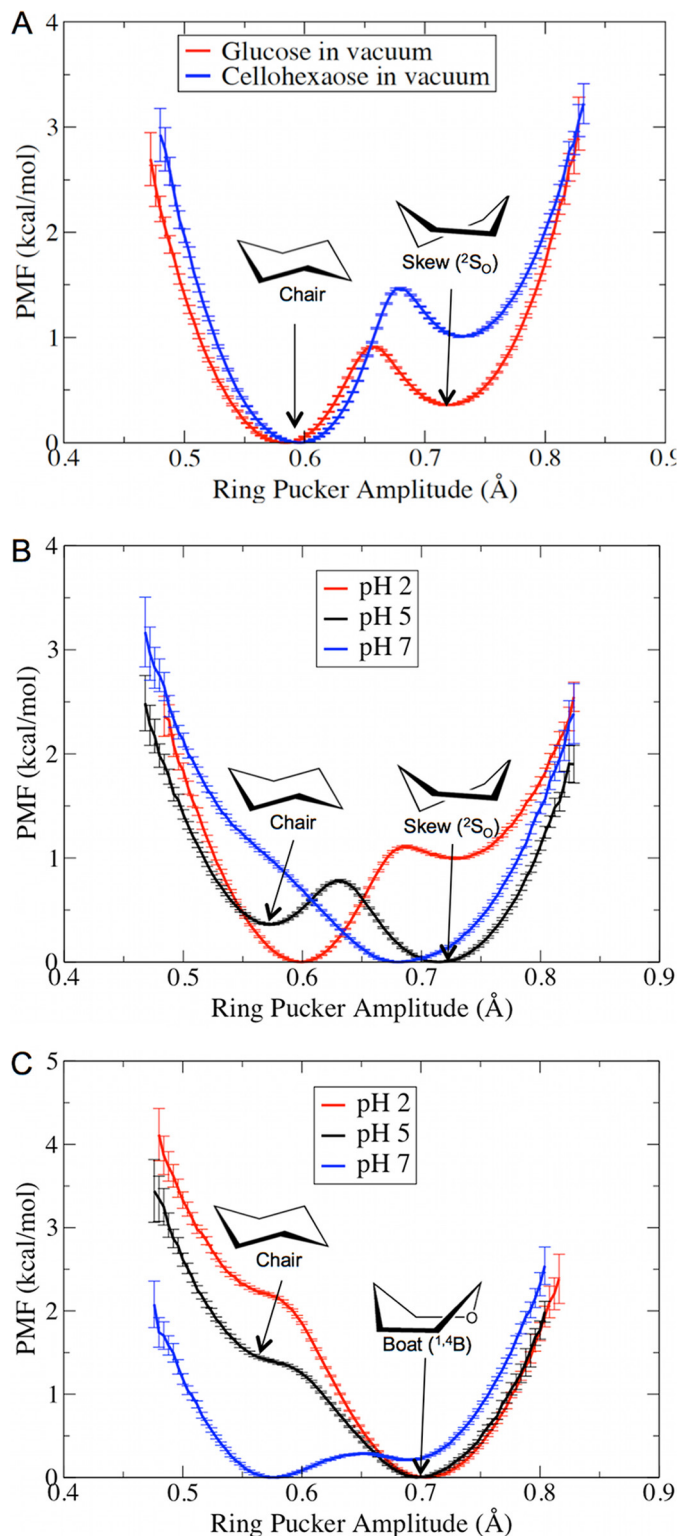 A
4
3
2
1
0
PMF (kcal/mol)
Glucose in vacuum
Cellohexaose in vacuum
Chair
Skew (²S₀)
0.4 0.5 0.6 0.7 0.8 0.9
Ring Pucker Amplitude (Å)
B
4
3
2
1
0
PMF (kcal/mol)
pH 2
pH 5
pH 7
Chair
Skew (²S₀)
0.4 0.5 0.6 0.7 0.8 0.9
Ring Pucker Amplitude (Å)
C
5
4
3
2
1
0
PMF (kcal/mol)
pH 2
pH 5
pH 7
Chair
O
Boat (¹,⁴B)
0.4 0.5 0.6 0.7 0.8 0.9
Ring Pucker Amplitude (Å)